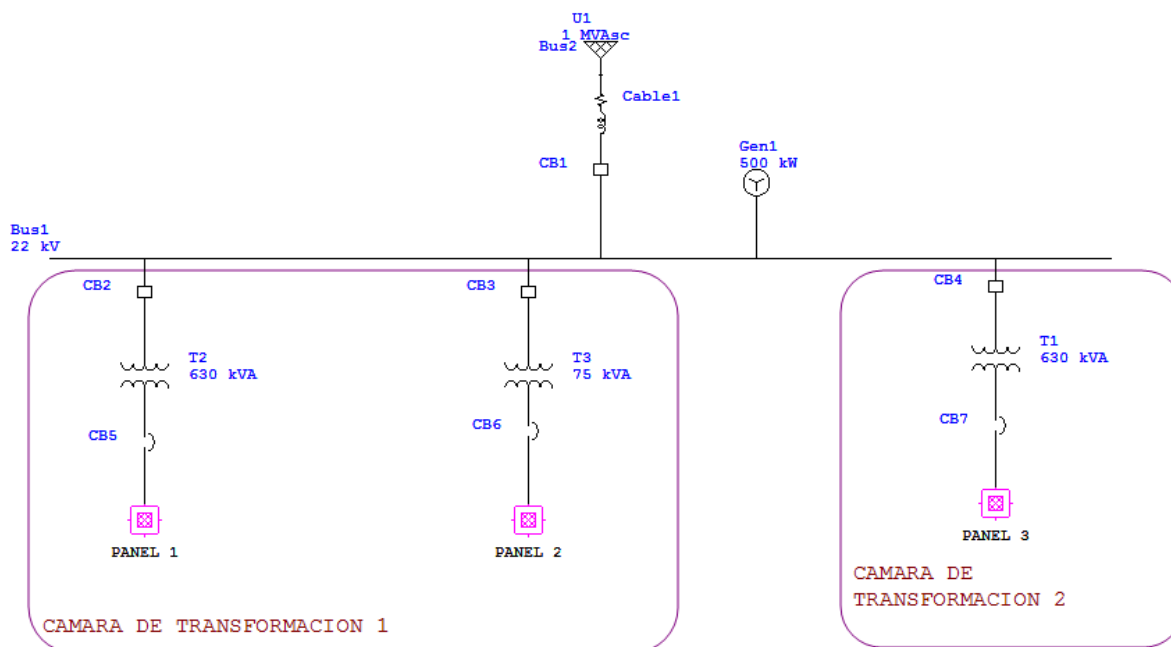 U1
1 MVAsc
Bus2
Cable1
CB1
Gen1
500 kW
Bus1
22 kV
CB2
CB3
CB4
T2
630 kVA
T3
75 kVA
T1
630 kVA
CB5
CB6
CB7
PANEL 1
PANEL 2
PANEL 3
CAMARA DE TRANSFORMACION 1
CAMARA DE
TRANSFORMACION 2